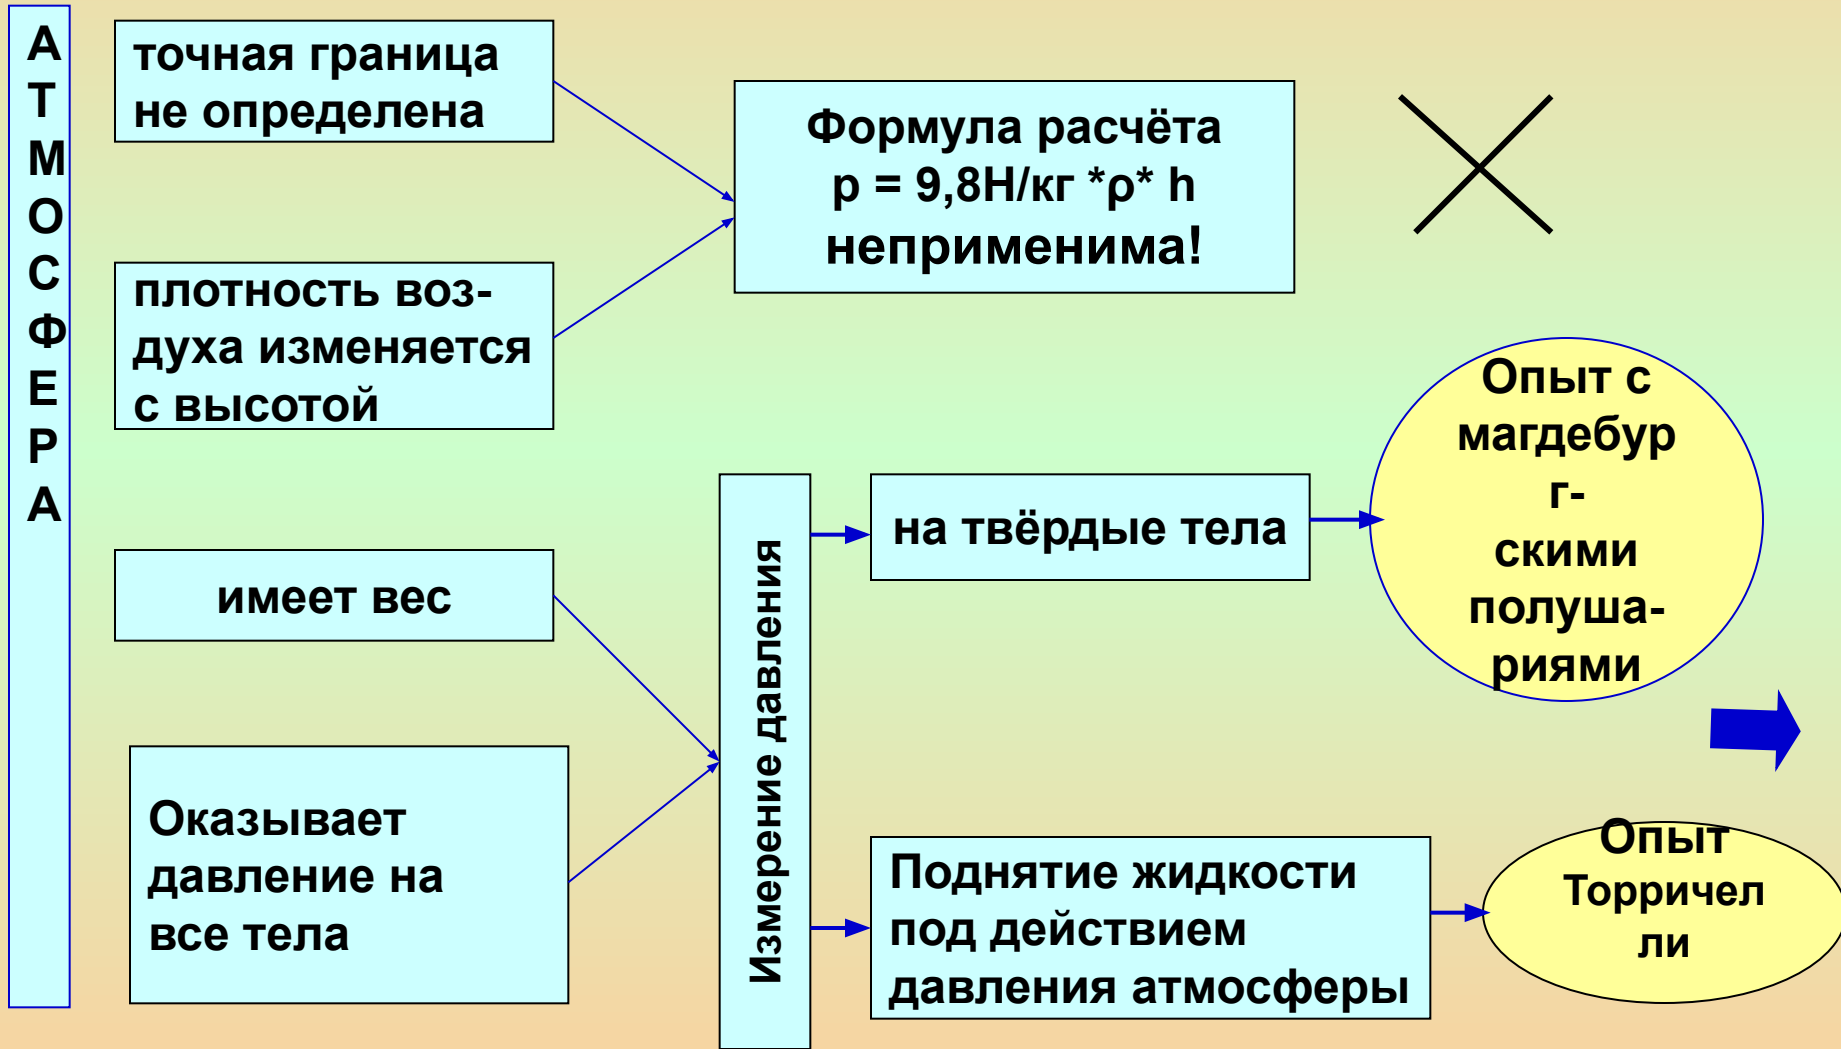 А
Т
М
О
С
Ф
Е
Р
А
точная граница
не определена
плотность воз-
духа изменяется
с высотой
Формула расчёта
р = 9,8Н/кг *ρ* h
неприменима!
имеет вес
Оказывает
давление на
все тела
Измерение давления
на твёрдые тела
Опыт с
магдебур
г-
скими
полуша-
риями
Поднятие жидкости
под действием
давления атмосферы
Опыт
Торричел
ли